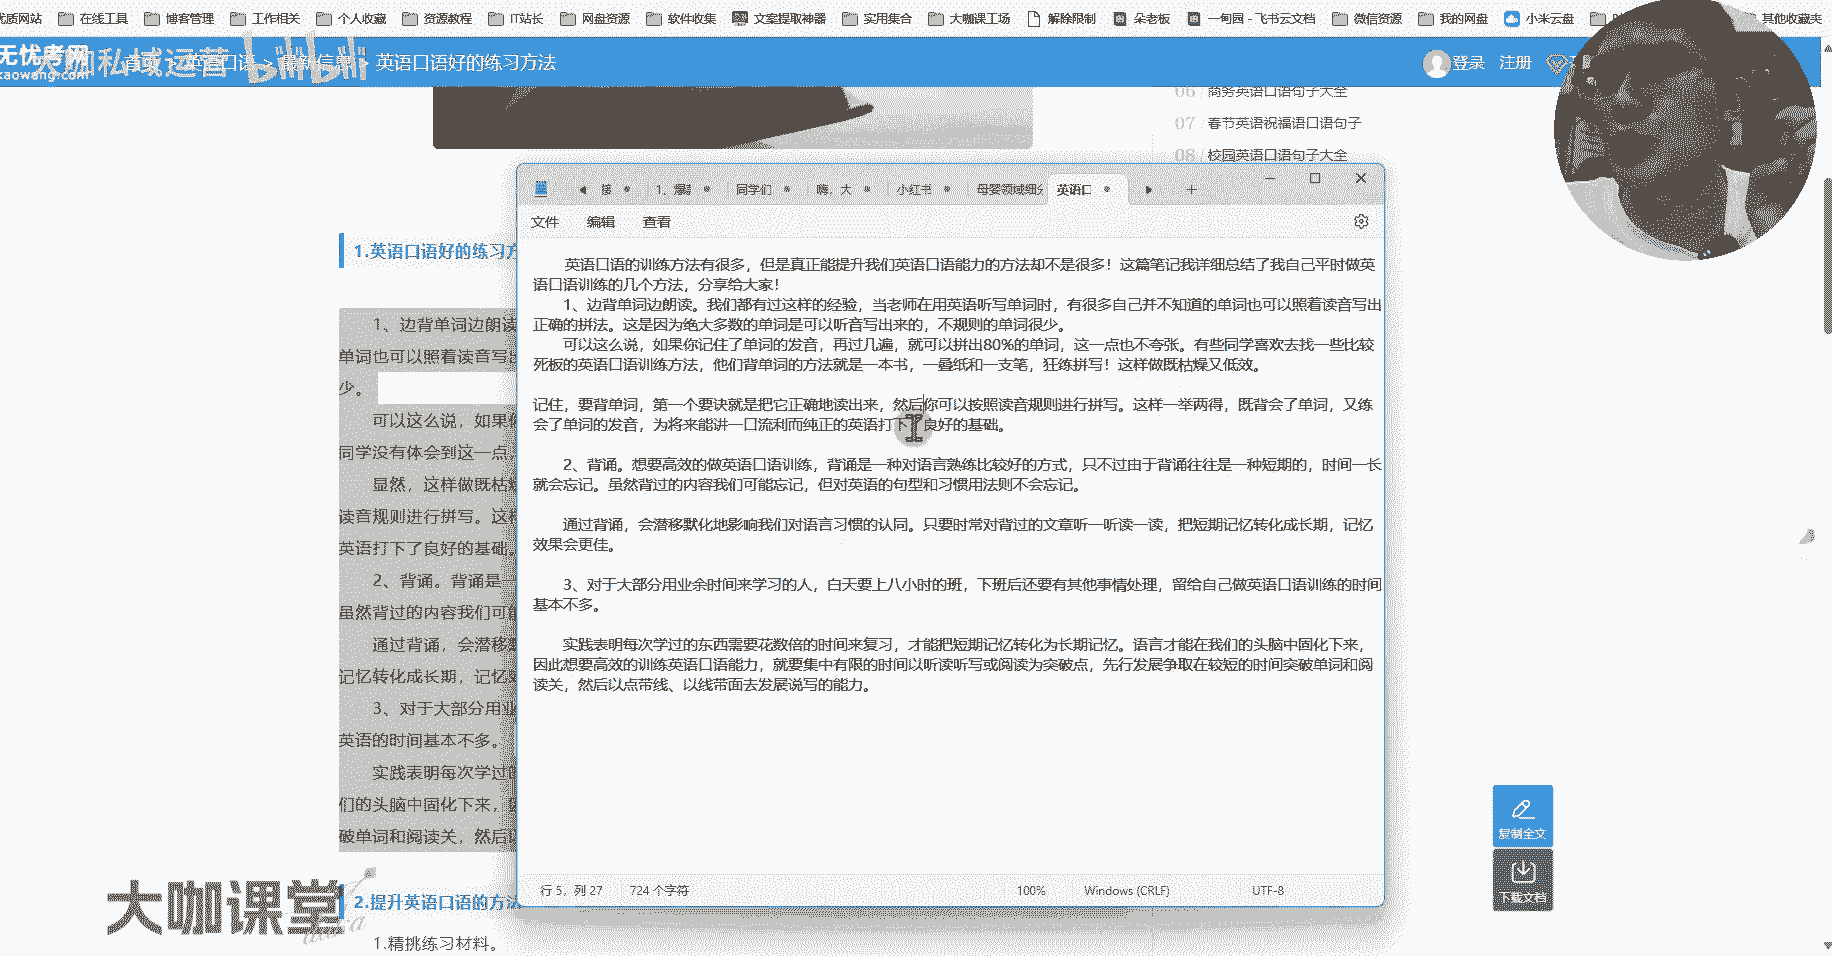 优质网站 在线工具 博客管理 工作相关 个人收藏 资源教程 IT站长 网盘资源 软件收集 文案提取神器 实用集合 大咖课工场 解除限制 朵老板 一甸园 - 飞书云文档 微信资源 我的网盘 小米云盘 其他收藏夹
无忧考网
kaowang.com
大咖私域运营 bilibili
首页 > 英语口语 > 最新信息 > 英语口语好的练习方法
登录 注册
06 商务英语口语句子大全
07 春节英语祝福语口语句子
08 校园英语口语句子大全
1、爆 同学们 嗨，大 小红书 母婴领域细分 英语口
文件 编辑 查看
英语口语的训练方法有很多，但是真正能提升我们英语口语能力的方法却不是很多！这篇笔记我详细总结了我自己平时做英
语口语训练的几个方法，分享给大家！
1、边背单词边朗读。我们都有过这样的经验，当老师在用英语听写单词时，有很多自己并不知道的单词也可以照着读音写出
正确的拼法。这是因为绝大多数的单词是可以听音写出来的，不规则的单词很少。
可以这么说，如果你记住了单词的发音，再过几遍，就可以拼出80%的单词，这一点也不夸张。有些同学喜欢去找一些比较
死板的英语口语训练方法，他们背单词的方法就是一本书，一叠纸和一支笔，狂练拼写！这样做既枯燥又低效。
记住，要背单词，第一个要诀就是把它正确地读出来，然后你可以按照读音规则进行拼写。这样一举两得，既背会了单词，又练
会了单词的发音，为将来能讲一口流利而纯正的英语打下了良好的基础。
2、背诵。想要高效的做英语口语训练，背诵是一种对语言熟练比较好的方式，只不过由于背诵往往是一种短期的，时间一长
就会忘记。虽然背过的内容我们可能忘记，但对英语的句型和习惯用法则不会忘记。
通过背诵，会潜移默化地影响我们对语言习惯的认同。只要时常对背过的文章听一听读一读，把短期记忆转化成长期，记忆
效果会更佳。
3、对于大部分用业余时间来学习的人，白天要上八小时的班，下班后还要有其他事情处理，留给自己做英语口语训练的时间
基本不多。
实践表明每次学过的东西需要花数倍的时间来复习，才能把短期记忆转化为长期记忆。语言才能在我们的头脑中固化下来，
因此想要高效的训练英语口语能力，就要集中有限的时间以听读听写或阅读为突破点，先行发展争取在较短的时间突破单词和阅
读关，然后以点带线、以线带面去发展说写的能力。
行 5，列 27 724 个字符 100% Windows (CRLF) UTF-8
1.英语口语好的练习方
1、边背单词边朗读
单词也可以照着读音写出
少。
可以这么说，如果你
同学没有体会到这一点，
显然，这样做既枯燥
读音规则进行拼写。这样
英语打下了良好的基础。
2、背诵。背诵是一
虽然背过的内容我们可能
通过背诵，会潜移默
记忆转化成长期，记忆
3、对于大部分用业
英语的时间基本不多。
实践表明每次学过的
们的头脑中固化下来，
破单词和阅读关，然后以
2.提升英语口语的方法
1.精挑练习材料。
复制全文
下载文档
大咖课堂